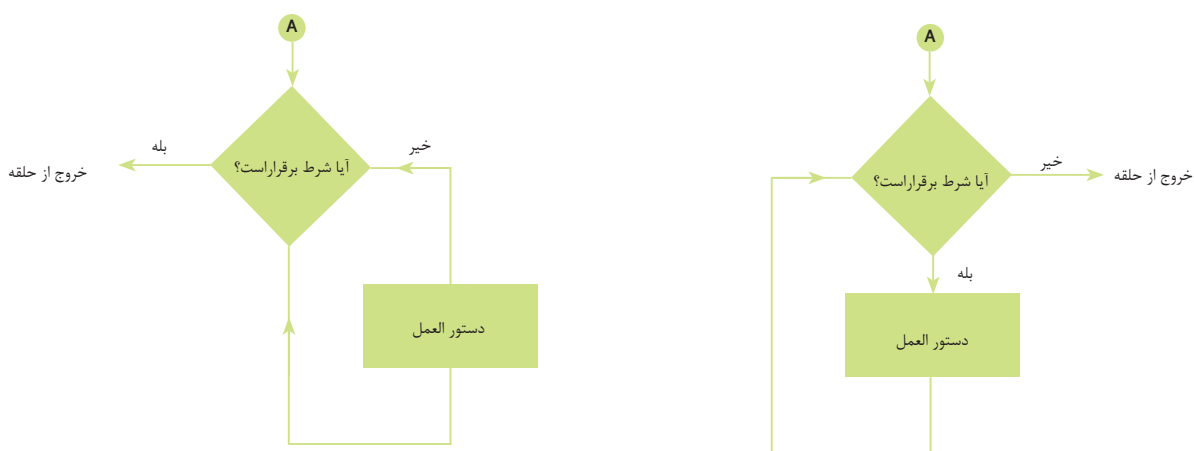 A
آیا شرط برقراراست؟
خیر
خروج از حلقه
بله
دستور العمل
A
آیا شرط برقراراست؟
خیر
بله
خروج از حلقه
دستور العمل